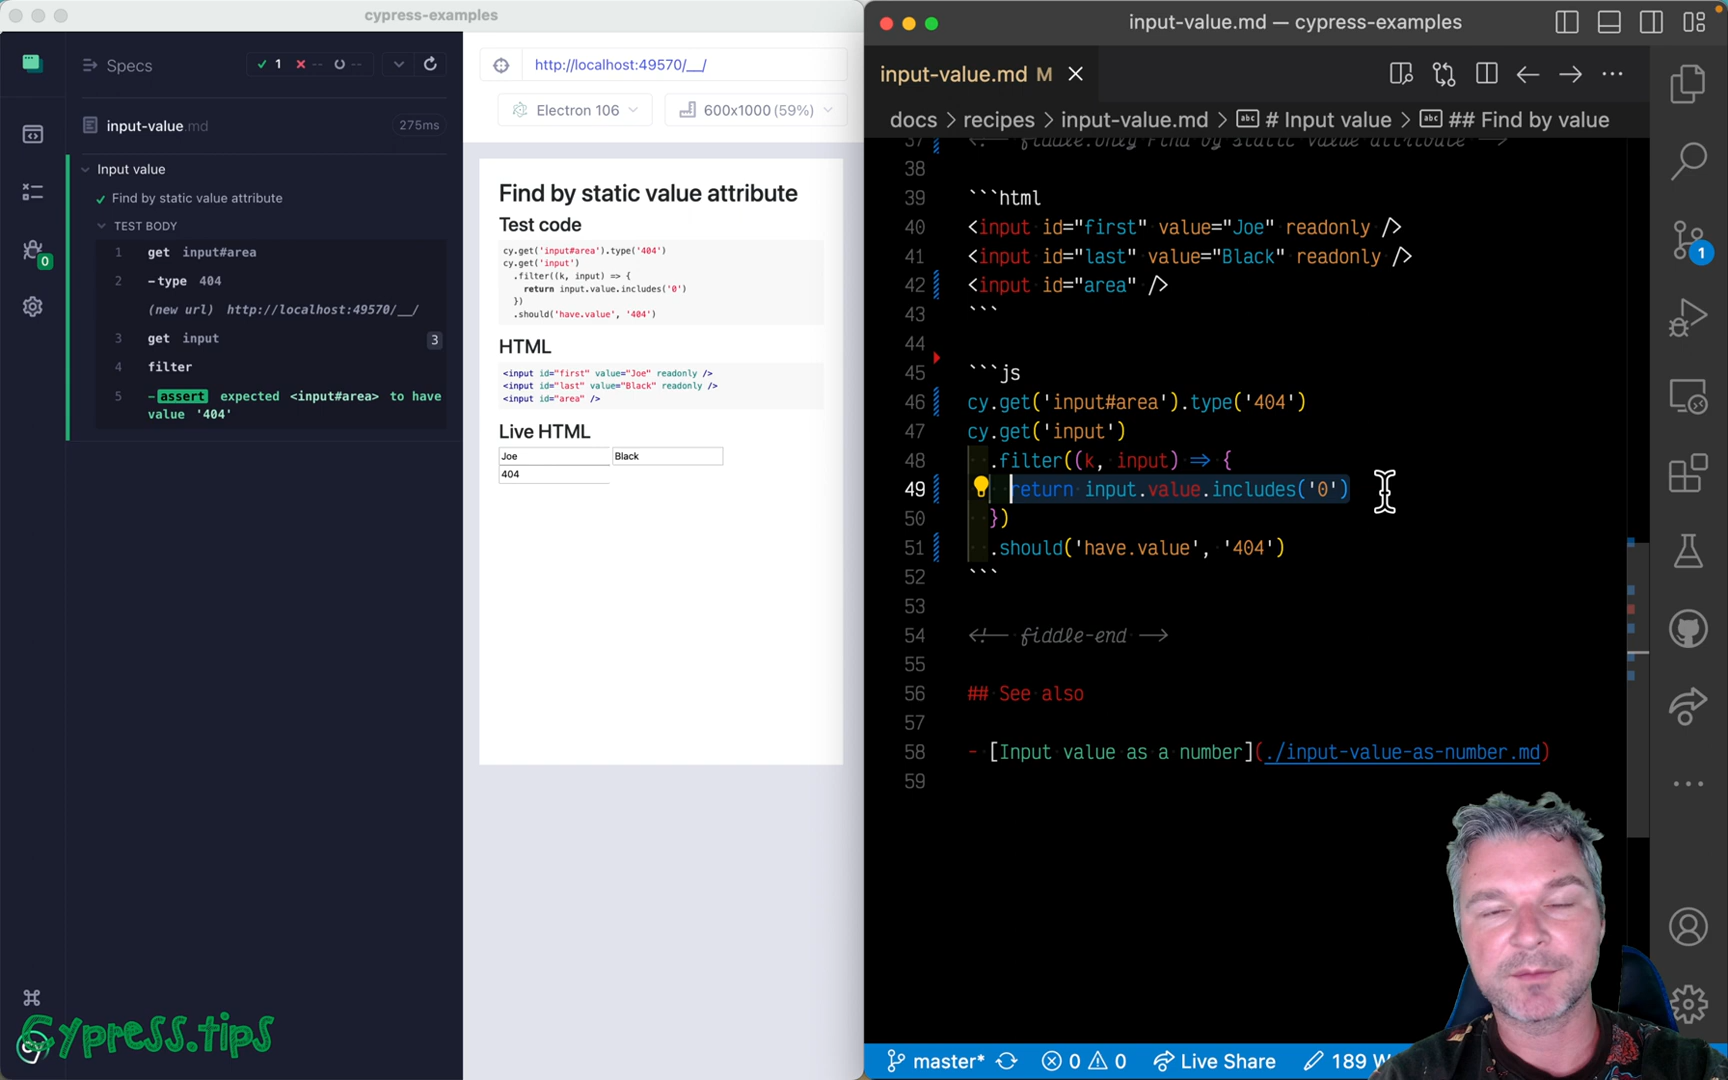 cypress-examples
Specs
1 -- --
input-value.md 275ms
Input value
Find by static value attribute
TEST BODY
1 get input#area
2 -type 404
(new url) http://localhost:49570/__/
3 get input 3
4 filter
5 -assert expected <input#area> to have
value '404'
0
Cypress.tips
http://localhost:49570/__/
Electron 106
600x1000 (59%)
Find by static value attribute
Test code
cy.get('input#area').type('404')
cy.get('input')
.filter((k, input) => {
return input.value.includes('0')
})
.should('have.value', '404')
HTML
<input id="first" value="Joe" readonly />
<input id="last" value="Black" readonly />
<input id="area" />
Live HTML
Joe Black
404
input-value.md — cypress-examples
input-value.md M
docs > recipes > input-value.md > # Input value > ## Find by value
37 <!-- fiddle.only Find by static value attribute -->
38
39 ```html
40 <input id="first" value="Joe" readonly />
41 <input id="last" value="Black" readonly />
42 <input id="area" />
43 ```
44
45 ```js
46 cy.get('input#area').type('404')
47 cy.get('input')
48 .filter((k, input) => {
49 return input.value.includes('0')
50 })
51 .should('have.value', '404')
52 ```
53
54 <!-- fiddle-end -->
55
56 ## See also
57
58 - [Input value as a number](./input-value-as-number.md)
59
1
master* 0 0 Live Share 189